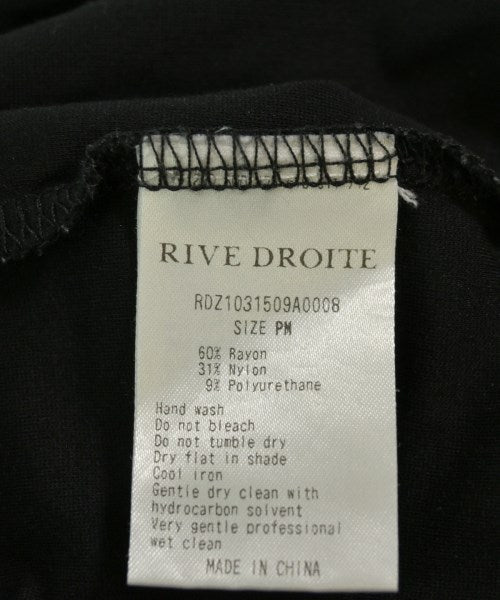 RIVE DROITE
RDZ1031509A0008
SIZE PM
60% Rayon
31% Nylon
9% Polyurethane
Hand wash
Do not bleach
Do not tumble dry
Dry flat in shade
Cool iron
Gentle dry clean with
hydrocarbon solvent
Very gentle professional
wet clean
MADE IN CHINA